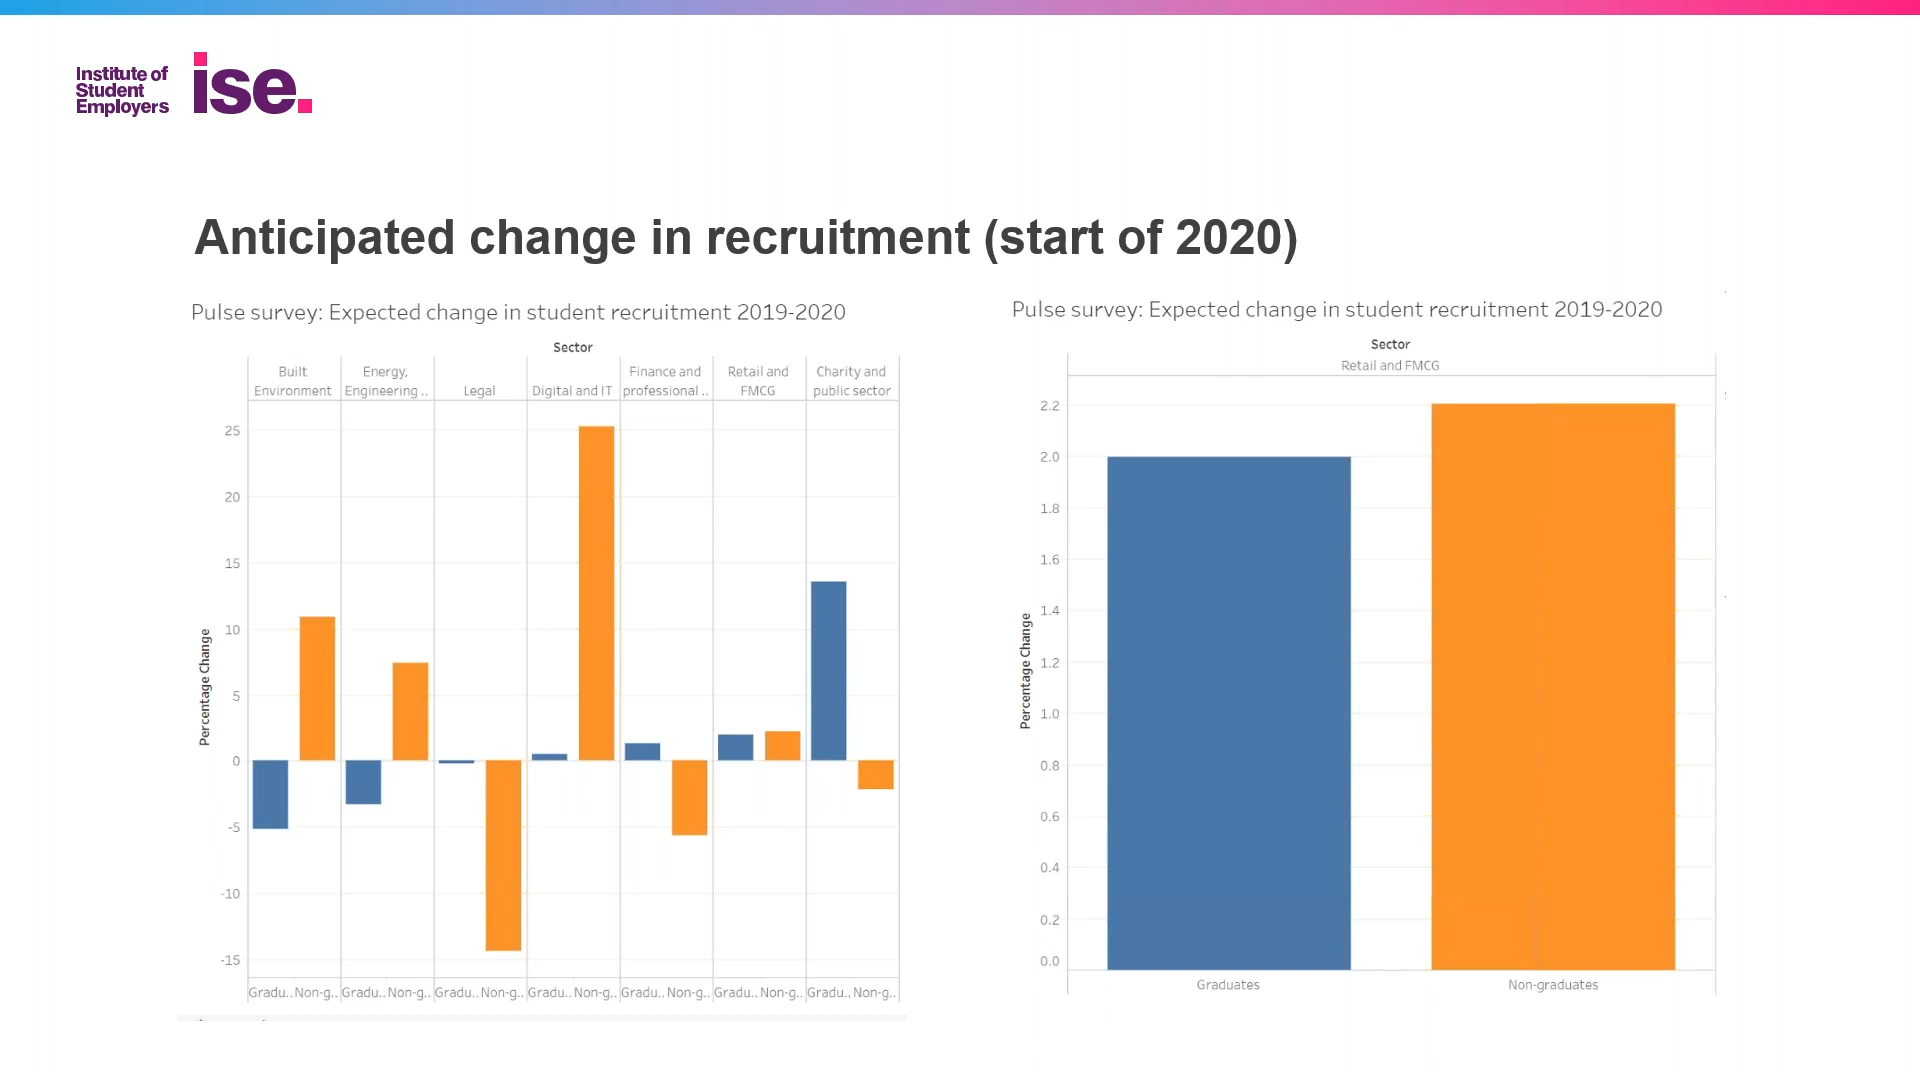 Institute of
Student
Employers
ise.
Anticipated change in recruitment (start of 2020)
Pulse survey: Expected change in student recruitment 2019-2020
Sector
Built
Environment
Energy,
Engineering ..
Legal
Digital and IT
Finance and
professional ..
Retail and
FMCG
Charity and
public sector
25
20
15
10
5
0
-5
-10
-15
Percentage Change
Gradu.. Non-g.. Gradu.. Non-g.. Gradu.. Non-g.. Gradu.. Non-g.. Gradu.. Non-g.. Gradu.. Non-g.. Gradu.. Non-g..
Pulse survey: Expected change in student recruitment 2019-2020
Sector
Retail and FMCG
2.2
2.0
1.8
1.6
1.4
1.2
1.0
0.8
0.6
0.4
0.2
0.0
Percentage Change
Graduates Non-graduates